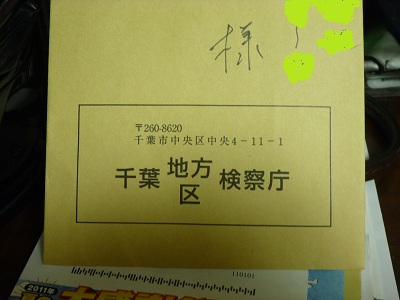 様
〒260-8620
千葉市中央区中央4-11-1
千葉 地方 検察庁
区
110101
2011年